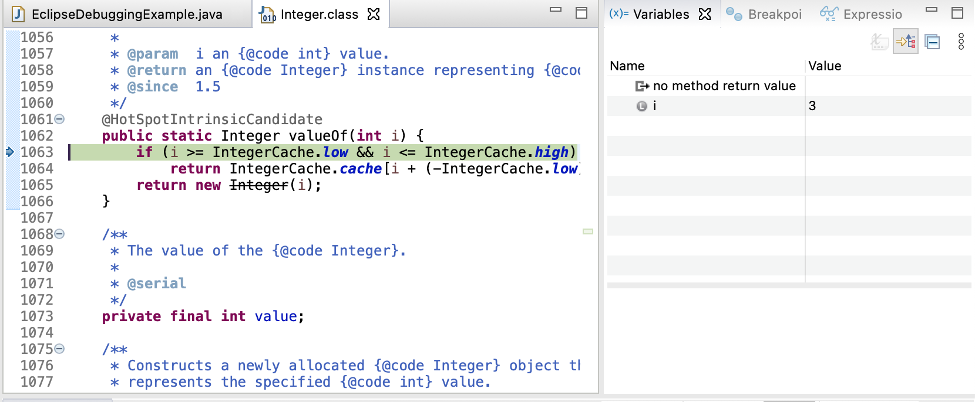 EclipseDebuggingExample.java Integer.class
1056 *
1057 * @param i an {@code int} value.
1058 * @return an {@code Integer} instance representing {@co
1059 * @since 1.5
1060 */
1061 @HotSpotIntrinsicCandidate
1062 public static Integer valueOf(int i) {
1063 if (i >= IntegerCache.low && i <= IntegerCache.high)
1064 return IntegerCache.cache[i + (-IntegerCache.low
1065 return new Integer(i);
1066 }
1067
1068 /**
1069 * The value of the {@code Integer}.
1070 *
1071 * @serial
1072 */
1073 private final int value;
1074
1075 /**
1076 * Constructs a newly allocated {@code Integer} object th
1077 * represents the specified {@code int} value.
(x)= Variables Breakpoi Expressio
Name Value
no method return value
i 3